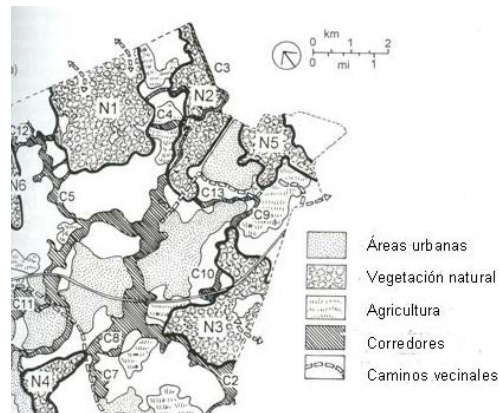 km
0 1 2
0 mi 1
C3
N1
N2
C4
C12
N5
N6
C5
C13
C9
C10
C11
N3
C8
N4
C7
C2
Áreas urbanas
Vegetación natural
Agricultura
Corredores
Caminos vecinales